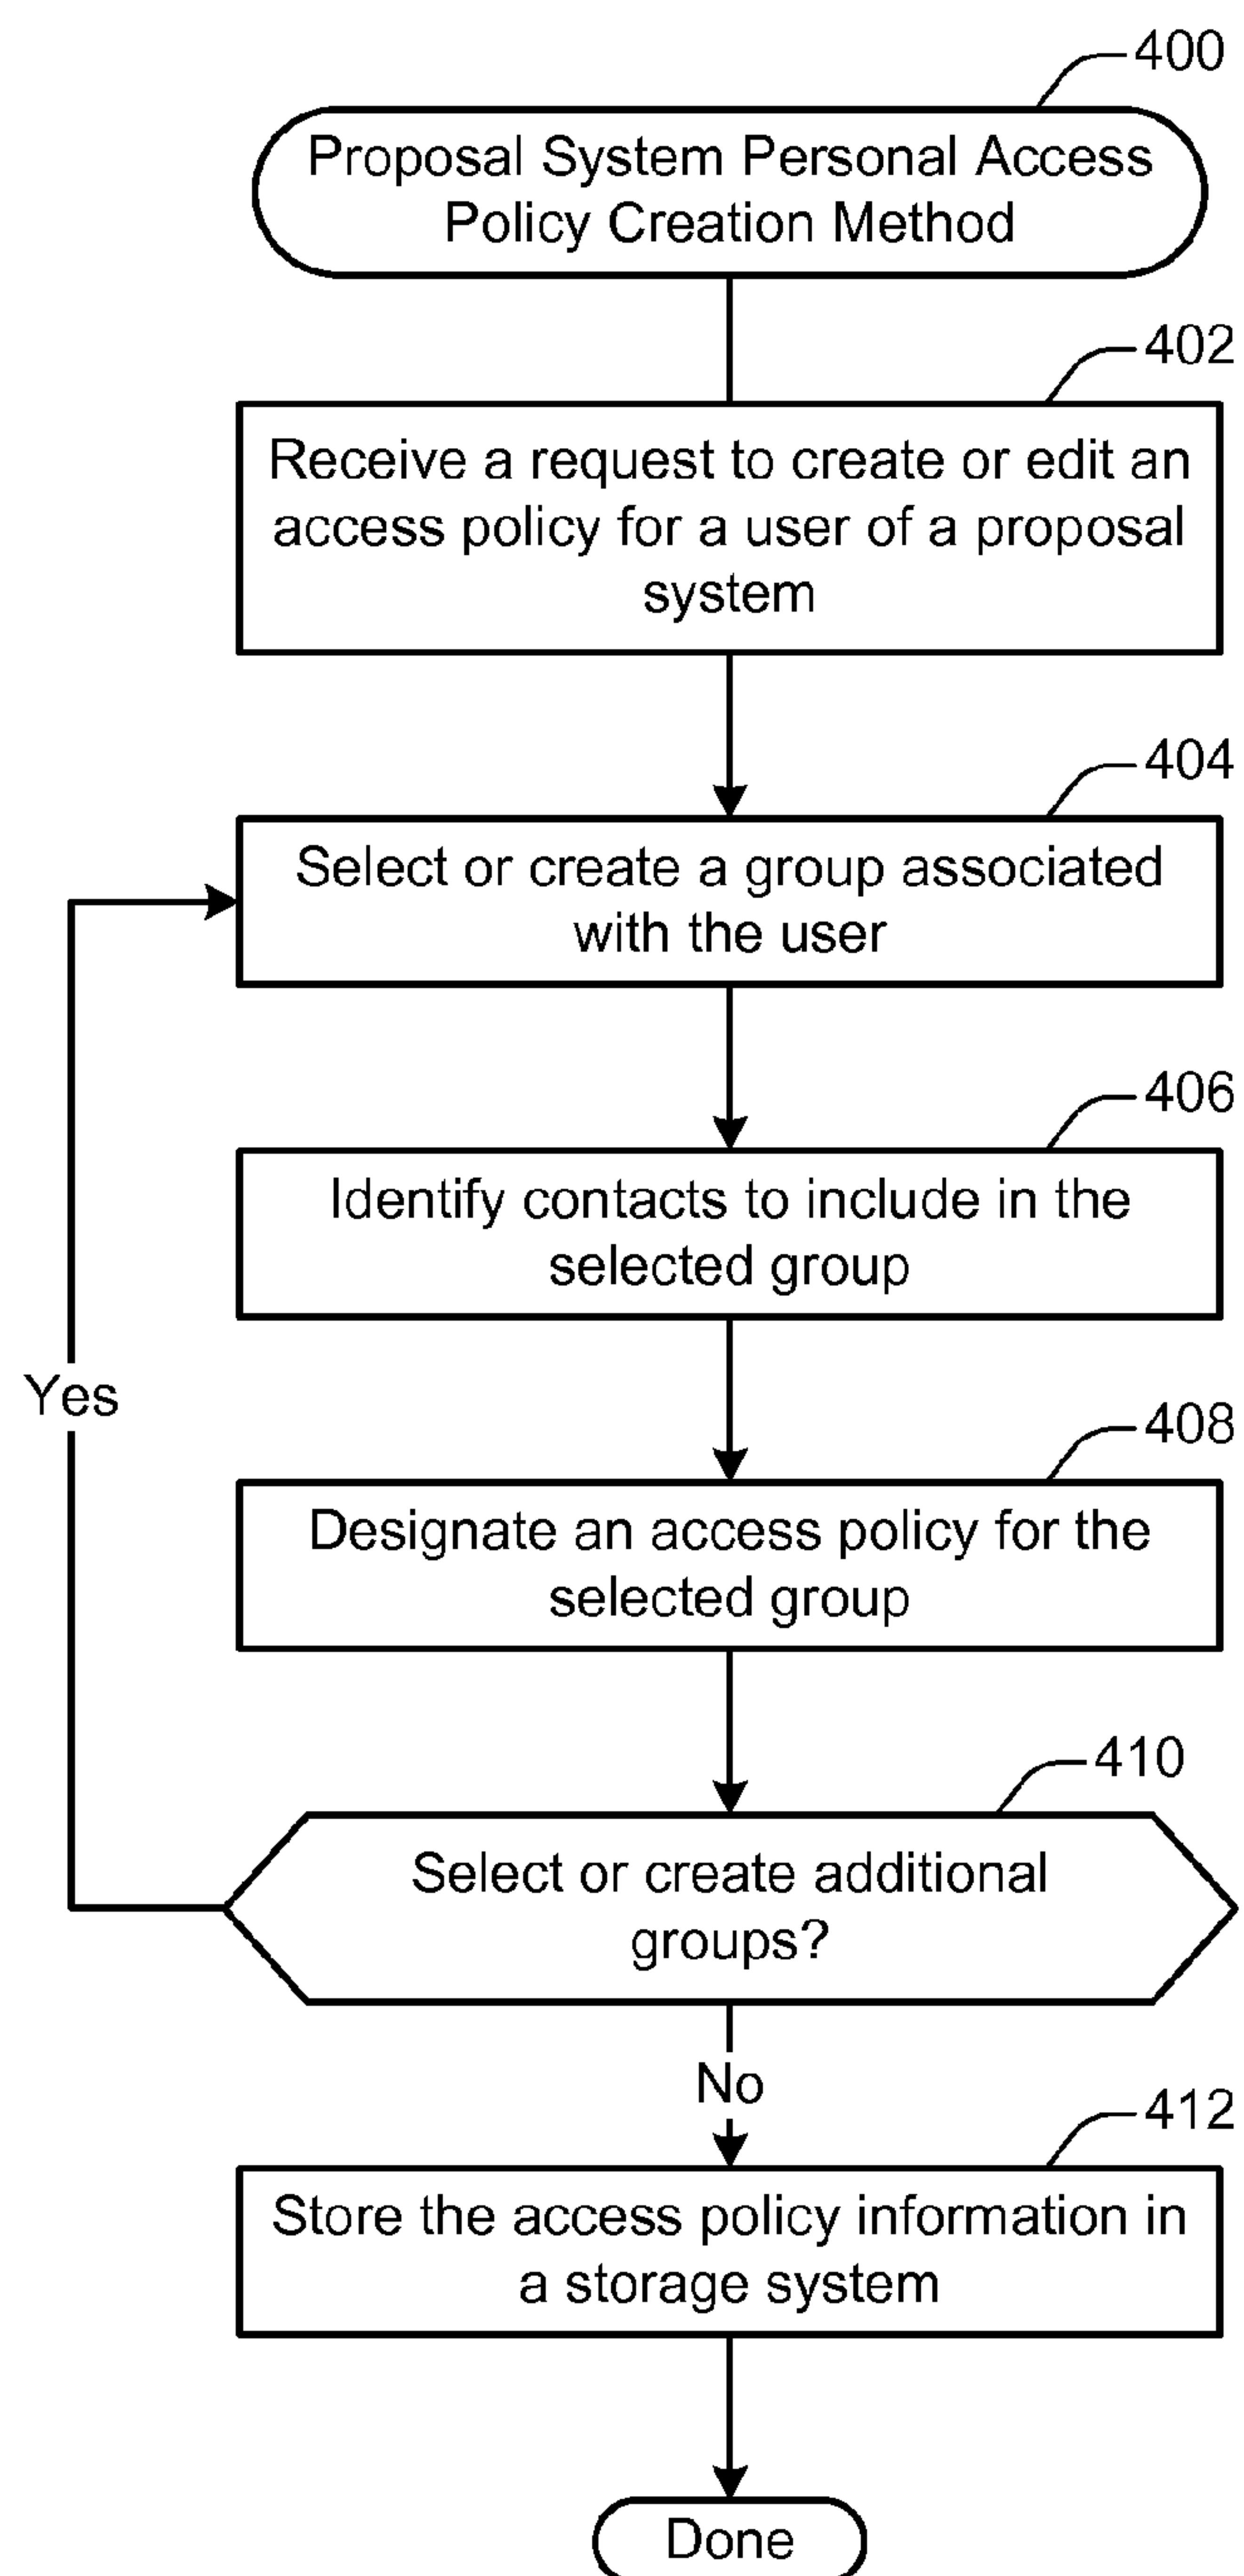 400
Proposal System Personal Access
Policy Creation Method
402
Receive a request to create or edit an
access policy for a user of a proposal
system
404
Select or create a group associated
with the user
406
Identify contacts to include in the
selected group
Yes
408
Designate an access policy for the
selected group
410
Select or create additional
groups?
No
412
Store the access policy information in
a storage system
Done